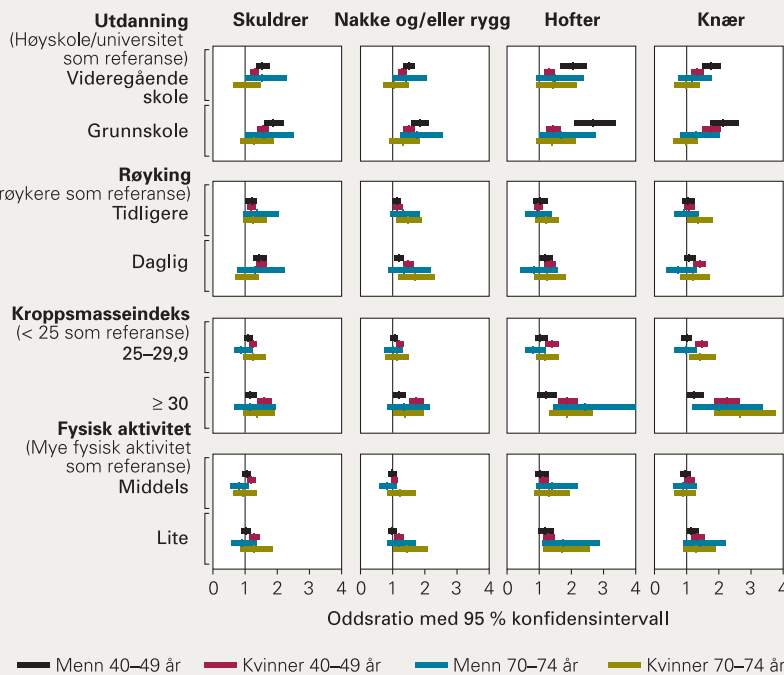 Utdanning
(Høyskole/universitet
som referanse)
Videregående
skole
Grunnskole
Røyking
røykere som referanse)
Tidligere
Daglig
Kroppsmasseindeks
(< 25 som referanse)
25–29,9
≥ 30
Fysisk aktivitet
(Mye fysisk aktivitet
som referanse)
Middels
Lite
Skuldrer
Nakke og/eller rygg
Hofter
Knær
0 1 2 3 4
0 1 2 3 4
0 1 2 3 4
0 1 2 3 4
Oddsratio med 95 % konfidensintervall
Menn 40–49 år
Kvinner 40–49 år
Menn 70–74 år
Kvinner 70–74 år